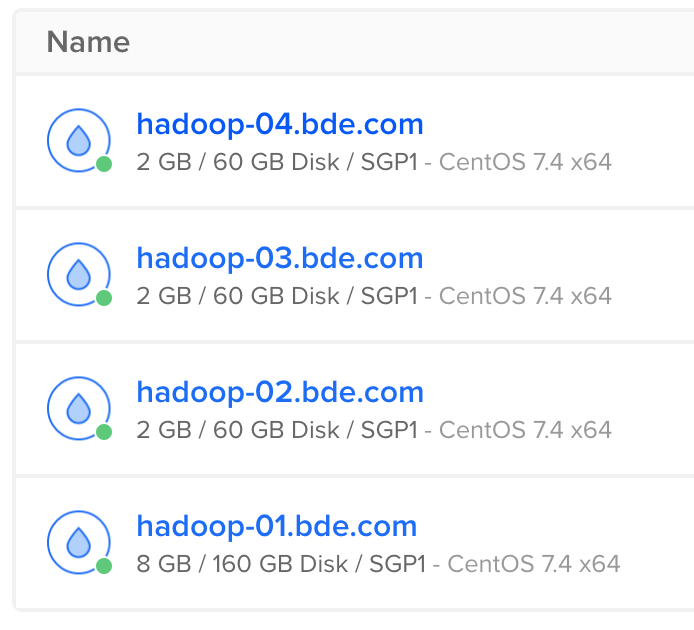 Name
hadoop-04.bde.com
2 GB / 60 GB Disk / SGP1 - CentOS 7.4 x64
hadoop-03.bde.com
2 GB / 60 GB Disk / SGP1 - CentOS 7.4 x64
hadoop-02.bde.com
2 GB / 60 GB Disk / SGP1 - CentOS 7.4 x64
hadoop-01.bde.com
8 GB / 160 GB Disk / SGP1 - CentOS 7.4 x64